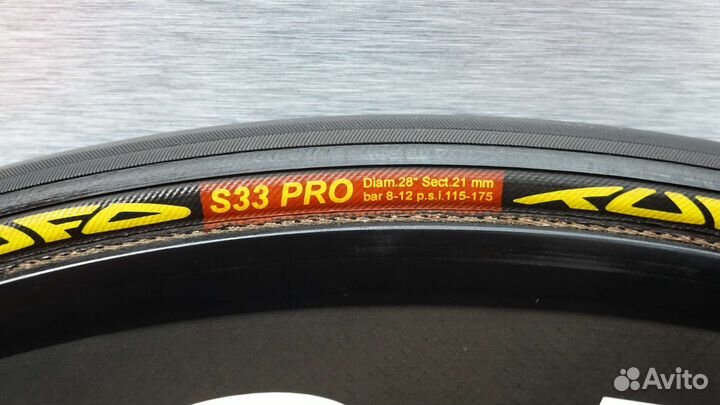 S33 PRO
Diam.28" Sect.21 mm
bar 8-12 p.s.i.115-175
Avito